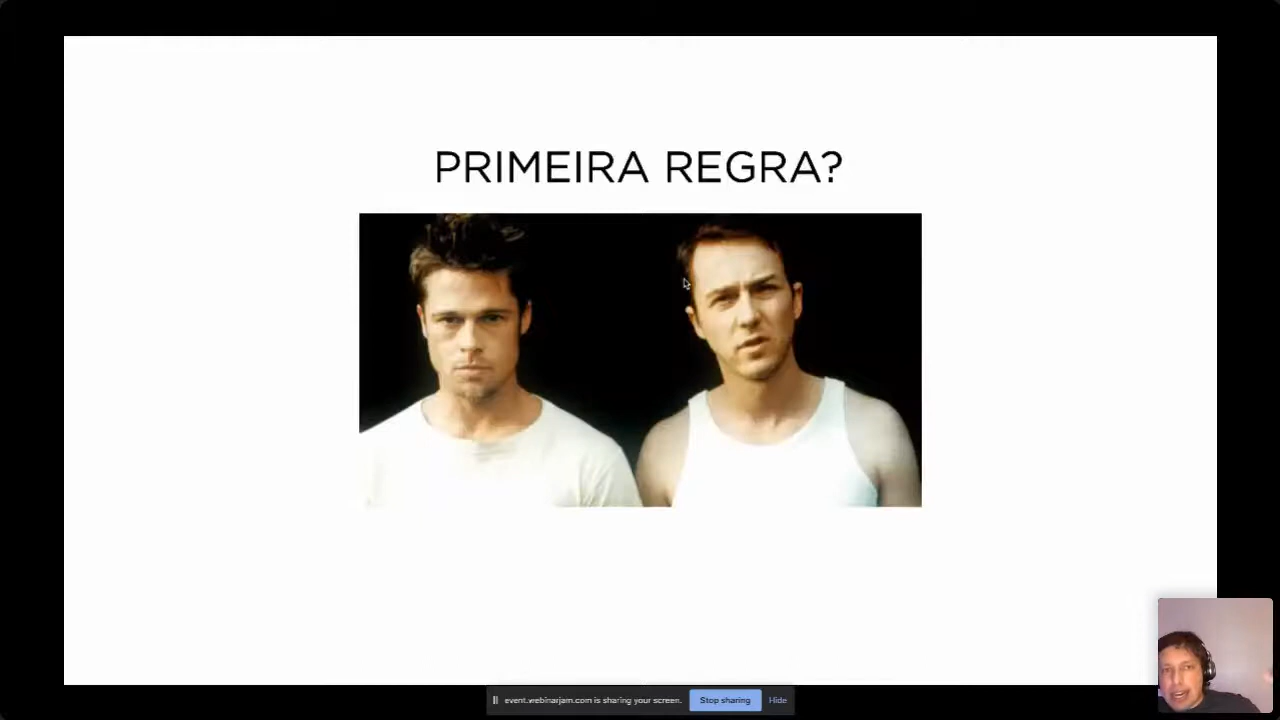 PRIMEIRA REGRA?
event.webinarjam.com is sharing your screen.
Stop sharing
Hide